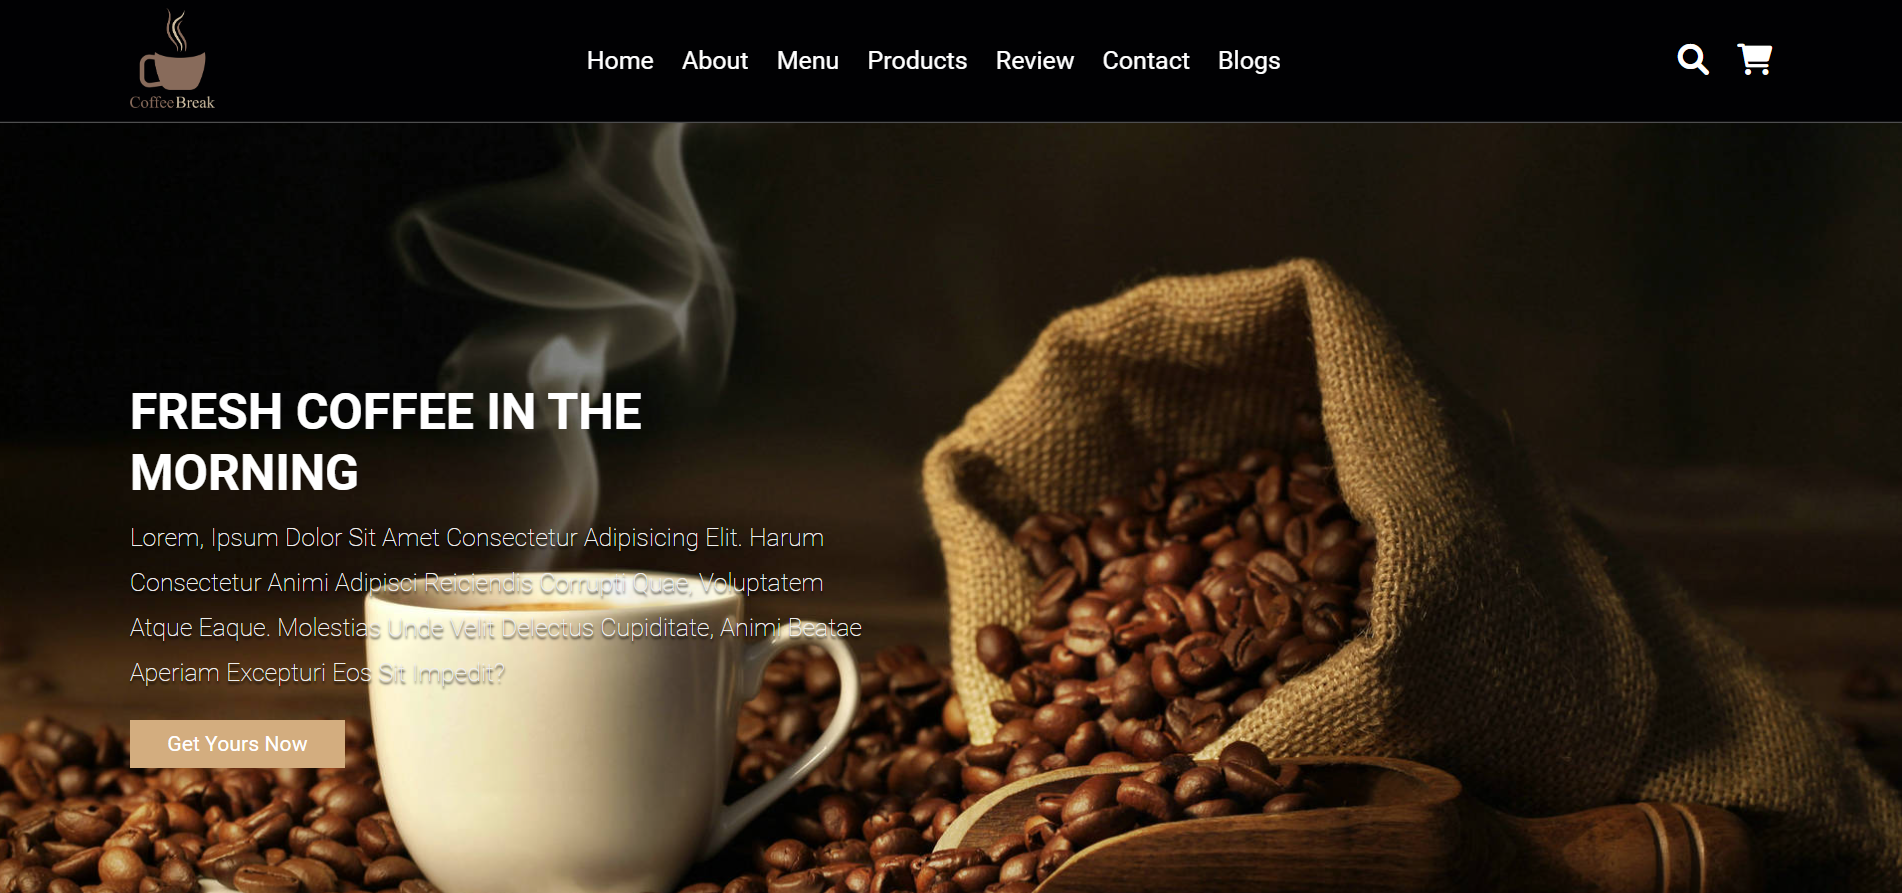 CoffeeBreak
Home About Menu Products Review Contact Blogs
FRESH COFFEE IN THE
MORNING
Lorem, Ipsum Dolor Sit Amet Consectetur Adipisicing Elit. Harum
Consectetur Animi Adipisci Reiciendis Corrupti Quae, Voluptatem
Atque Eaque. Molestias Unde Velit Delectus Cupiditate, Animi Beatae
Aperiam Excepturi Eos Sit Impedit?
Get Yours Now